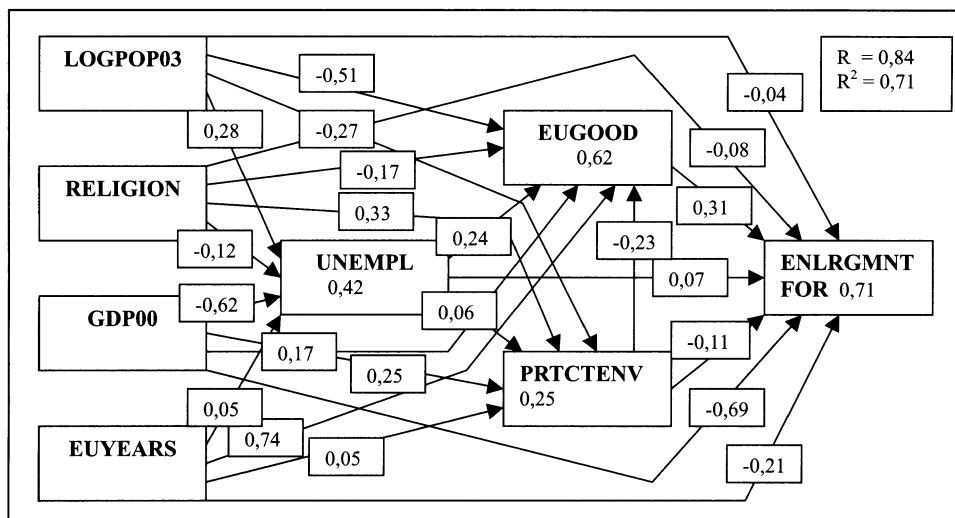 LOGPOP03
R = 0,84
R² = 0,71
-0,51
-0,04
0,28
-0,27
EUGOOD
0,62
-0,08
-0,17
RELIGION
0,33
0,31
-0,12
0,24
-0,23
UNEMPL
0,42
0,07
ENLRGMNT
FOR 0,71
-0,62
GDP00
0,06
0,17
-0,11
0,25
PRTCTENV
0,25
-0,69
0,05
0,74
EUYEARS
0,05
-0,21